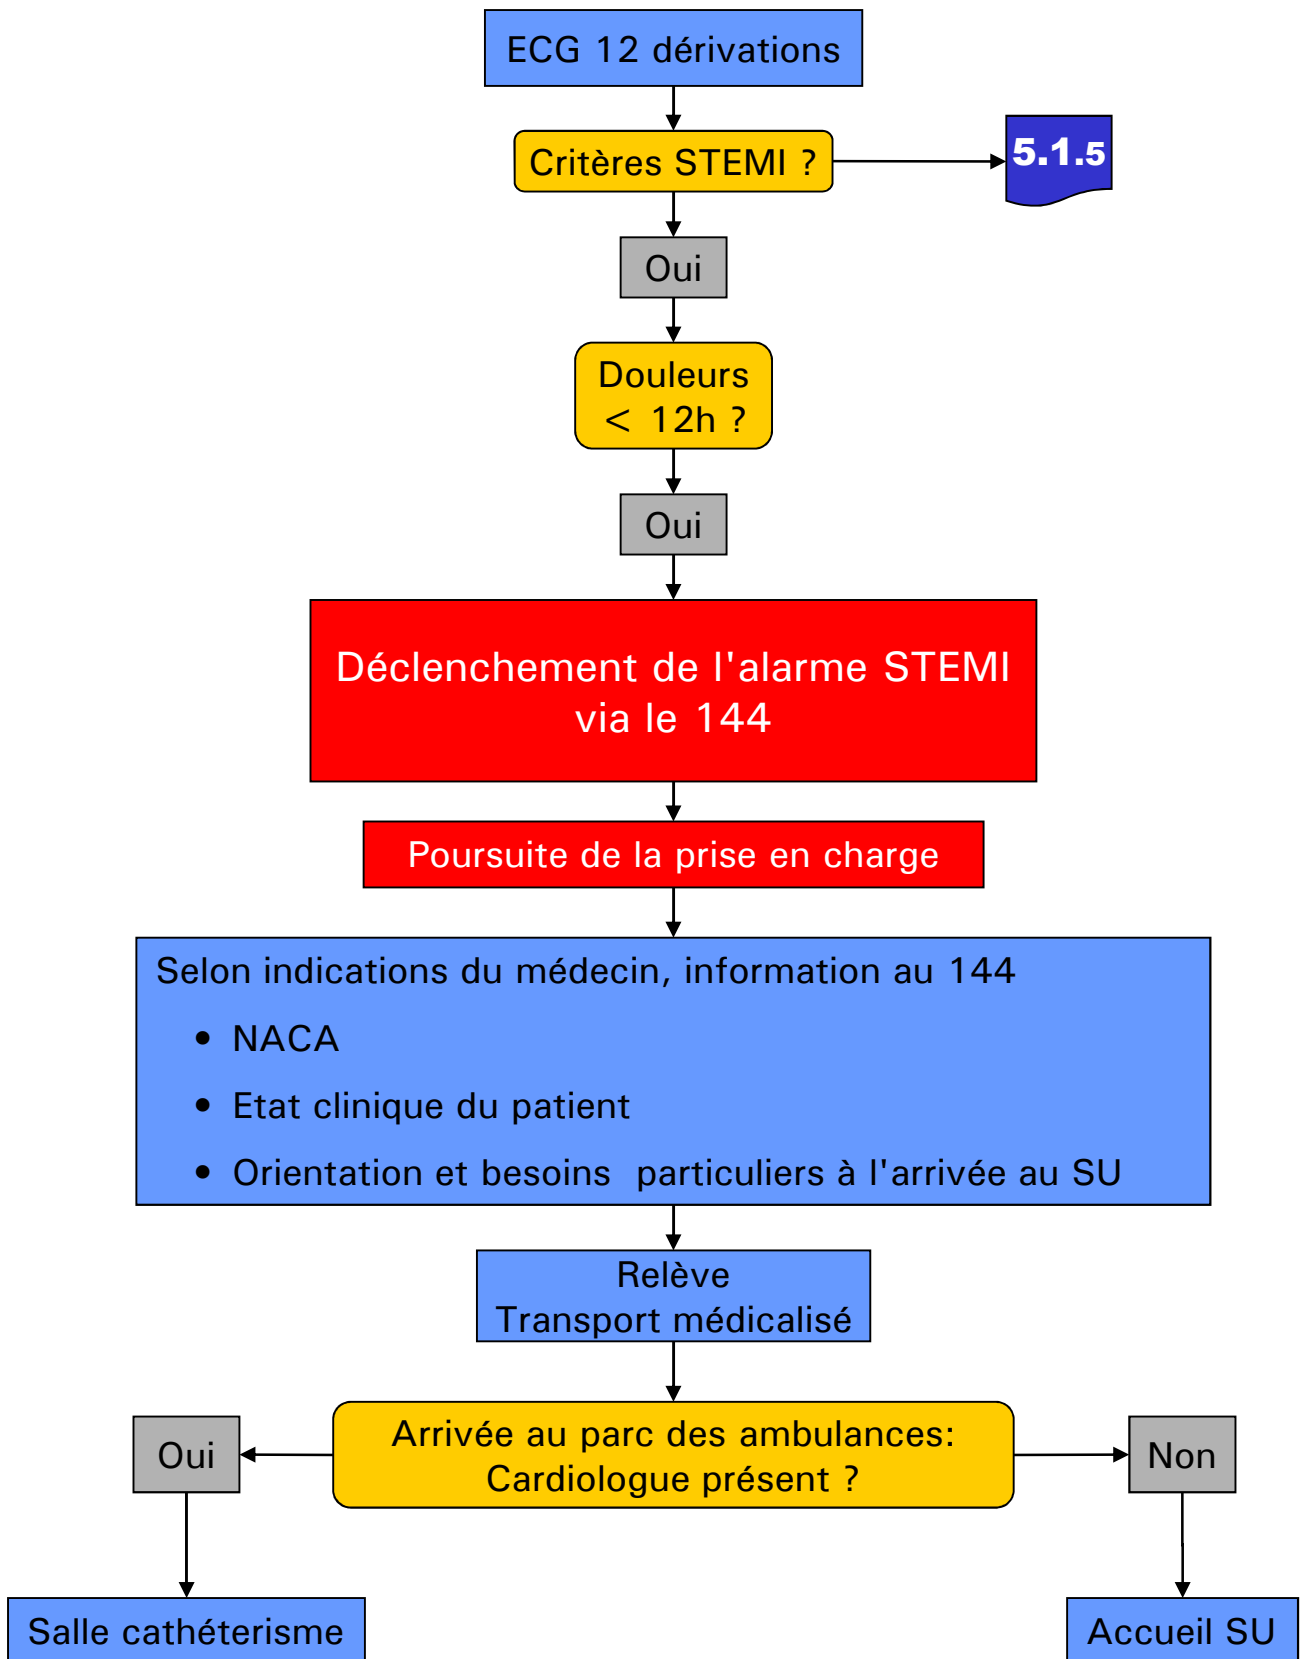 ECG 12 dérivations
Critères STEMI ?
5.1.5
Oui
Douleurs
< 12h ?
Oui
Déclenchement de l'alarme STEMI
via le 144
Poursuite de la prise en charge
Selon indications du médecin, information au 144
• NACA
• Etat clinique du patient
• Orientation et besoins particuliers à l'arrivée au SU
Relève
Transport médicalisé
Arrivée au parc des ambulances:
Cardiologue présent ?
Oui
Non
Salle cathéterisme
Accueil SU